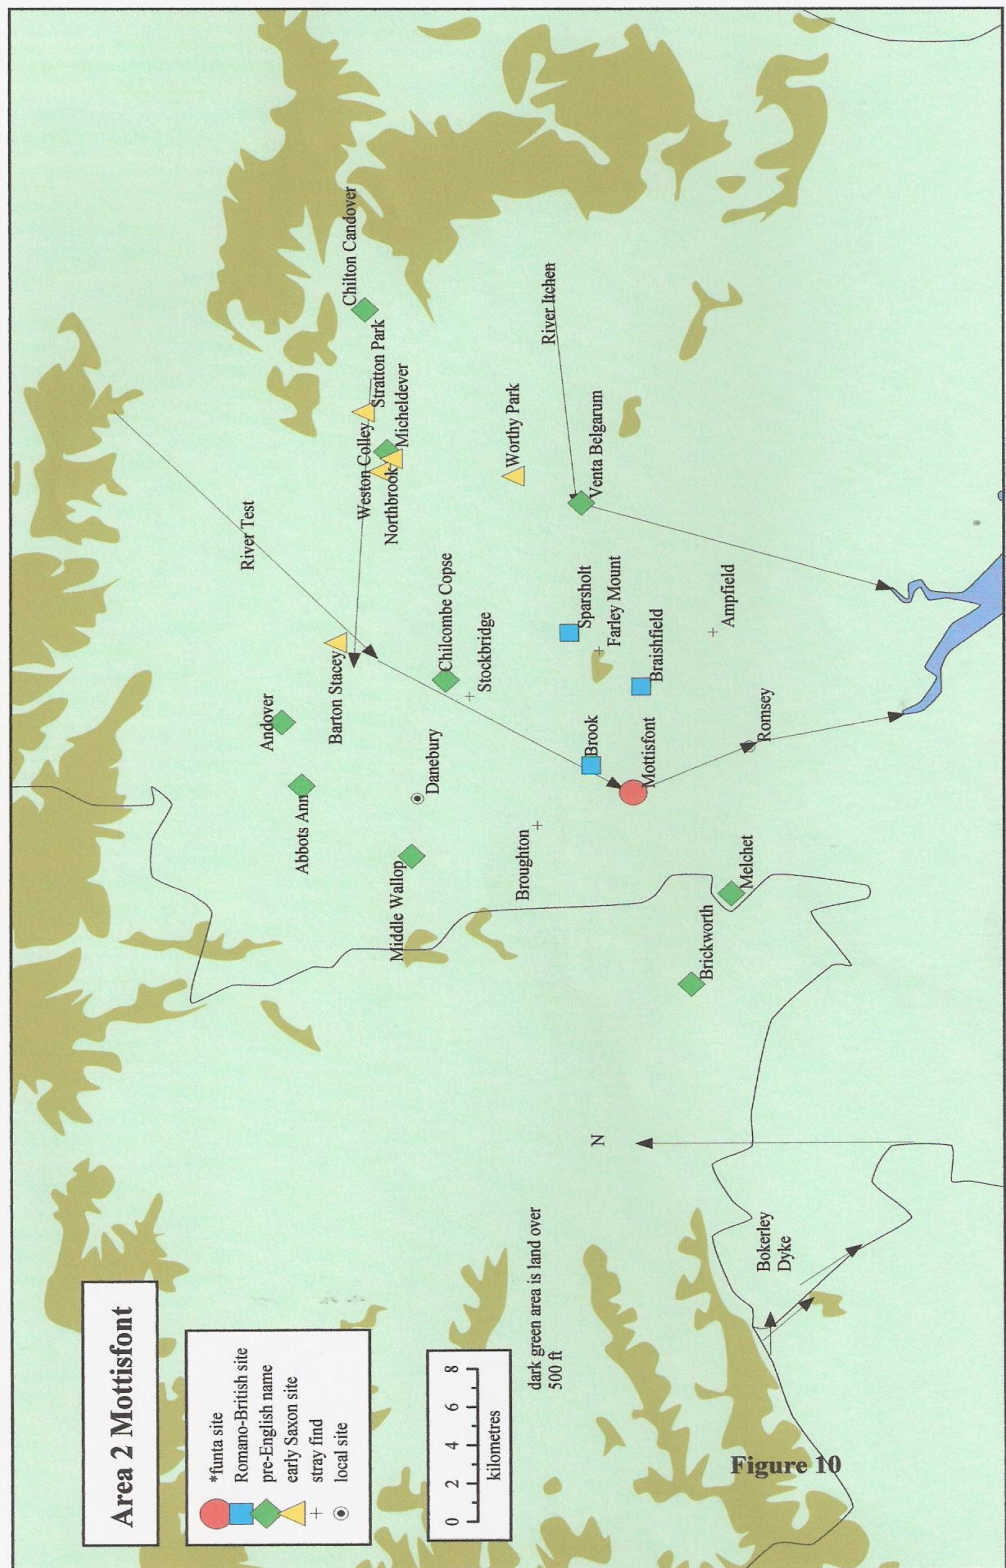 Area 2 Mottisfont
*funta site
Romano-British site
pre-English name
early Saxon site
stray find
local site
0 2 4 6 8
kilometres
dark green area is land over
500 ft
N
Bokerley
Dyke
River Test
Andover
Abbots Ann
Barton Stacey
Weston Colley
Stratton Park
Chilton Candover
Northbrook
Micheldever
Middle Wallop
Danebury
Chilcombe Copse
Stockbridge
Worthy Park
River Itchen
Broughton
Brook
Sparsholt
Farley Mount
Venta Belgarum
Mottisfont
Braishfield
Brickworth
Melchet
Romsey
Ampfield
Figure 10